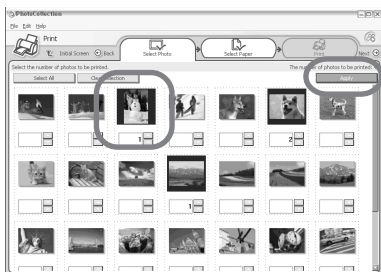 PhotoCollection
File Edit Help
Print
Initial Screen Back
Select Photo
Select Paper
Print
Next
Select the number of photos to be printed.
The number of photos to be printed:
Select All
Clear Selection
Apply
1
2
1